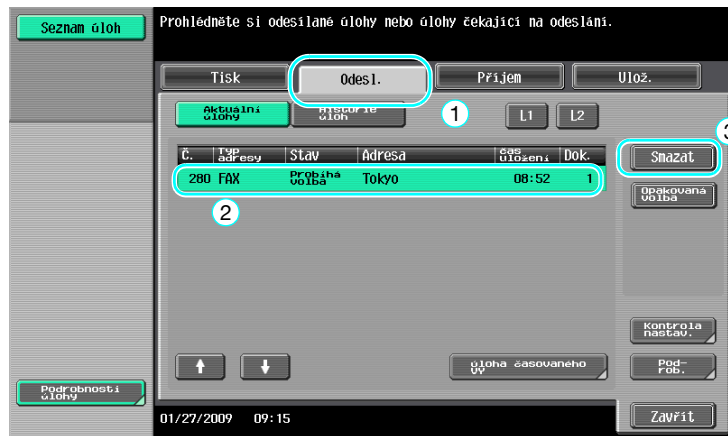 Seznam úloh
Prohlédněte si odesílané úlohy nebo úlohy čekající na odeslání.
Tisk
Odesl.
Příjem
Ulož.
Aktuální
úlohy
Historie
úloh
1
L1
L2
3
Č.
Typ
adresy
Stav
Adresa
čas
uložení
Dok.
Smazat
280
FAX
Probíhá
volba
Tokyo
08:52
1
Opakovaná
volba
2
Kontrola
nastav.
Úloha časovaného
VY
Pod-
rob.
Podrobnosti
úlohy
01/27/2009 09:15
Zavřít